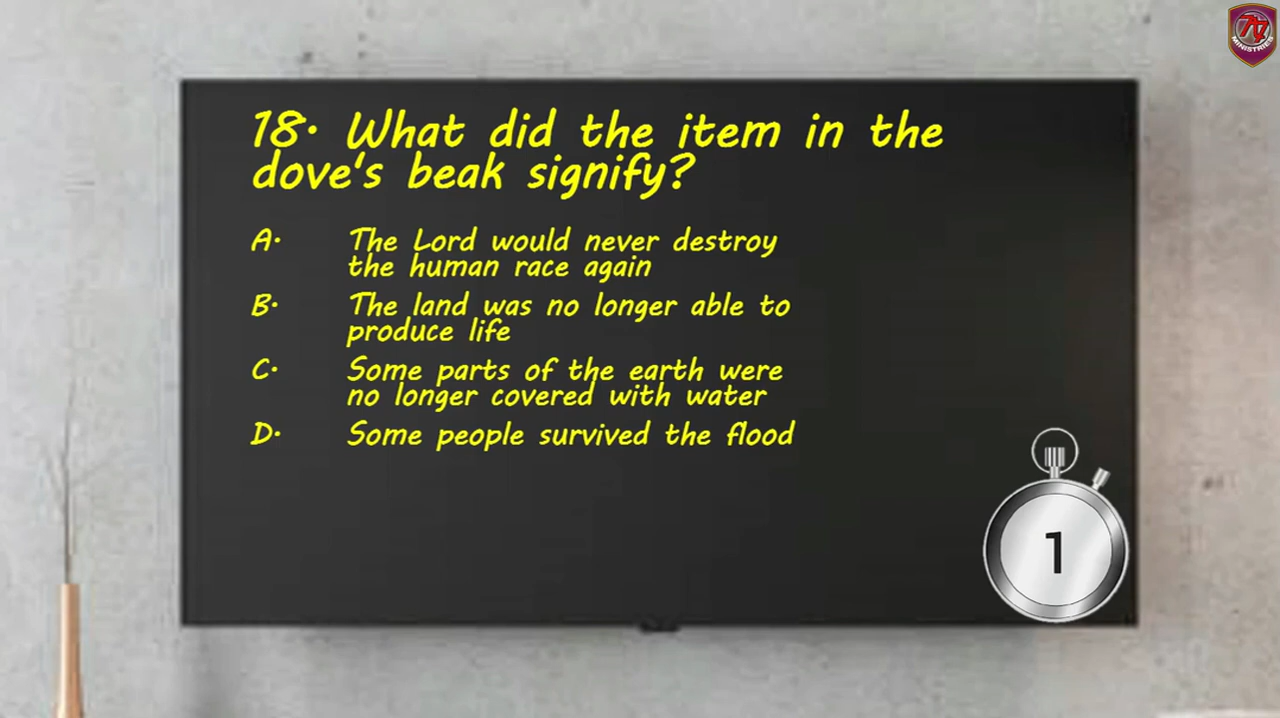 77
MINISTRIES
18. What did the item in the
dove's beak signify?
A. The Lord would never destroy
the human race again
B. The land was no longer able to
produce life
C. Some parts of the earth were
no longer covered with water
D. Some people survived the flood
1